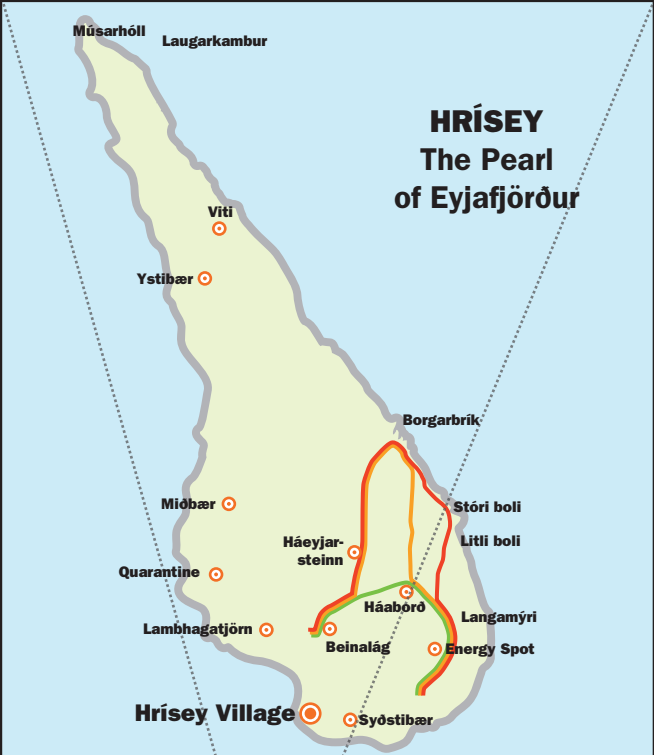 Músarhóll
Laugarkambur
HRÍSEY
The Pearl
of Eyjafjörður
Viti
Ystibær
Borgarbrík
Miðbær
Stóri boli
Háeyjar-
steinn
Litli boli
Quarantine
Háaborð
Langamýri
Lambhagatjörn
Beinalág
Energy Spot
Hrísey Village
Syðstibær